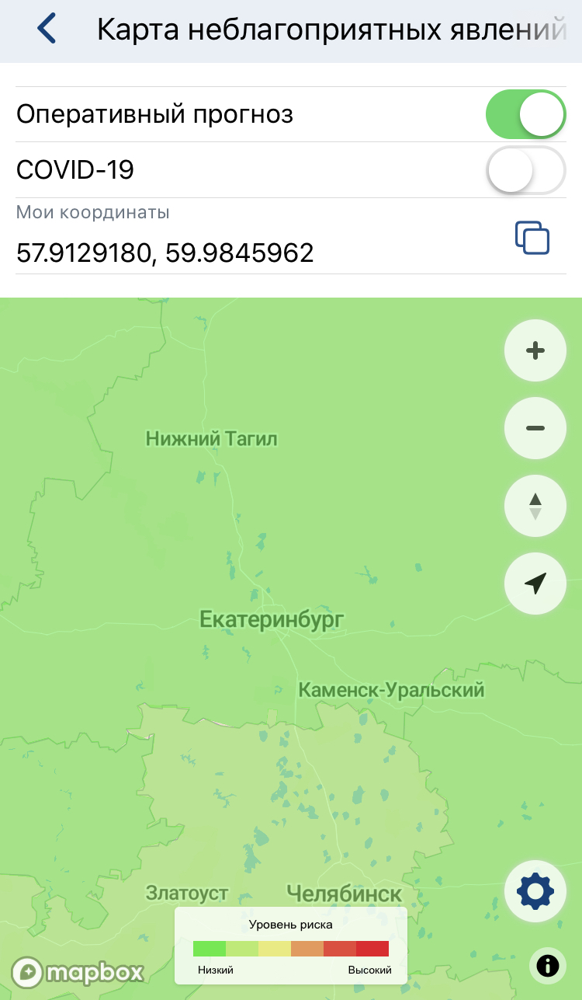 Карта неблагоприятных явлений
Оперативный прогноз
COVID-19
Мои координаты
57.9129180, 59.9845962
Нижний Тагил
Екатеринбург
Каменск-Уральский
Златоуст
Челябинск
Уровень риска
Низкий
Высокий
mapbox